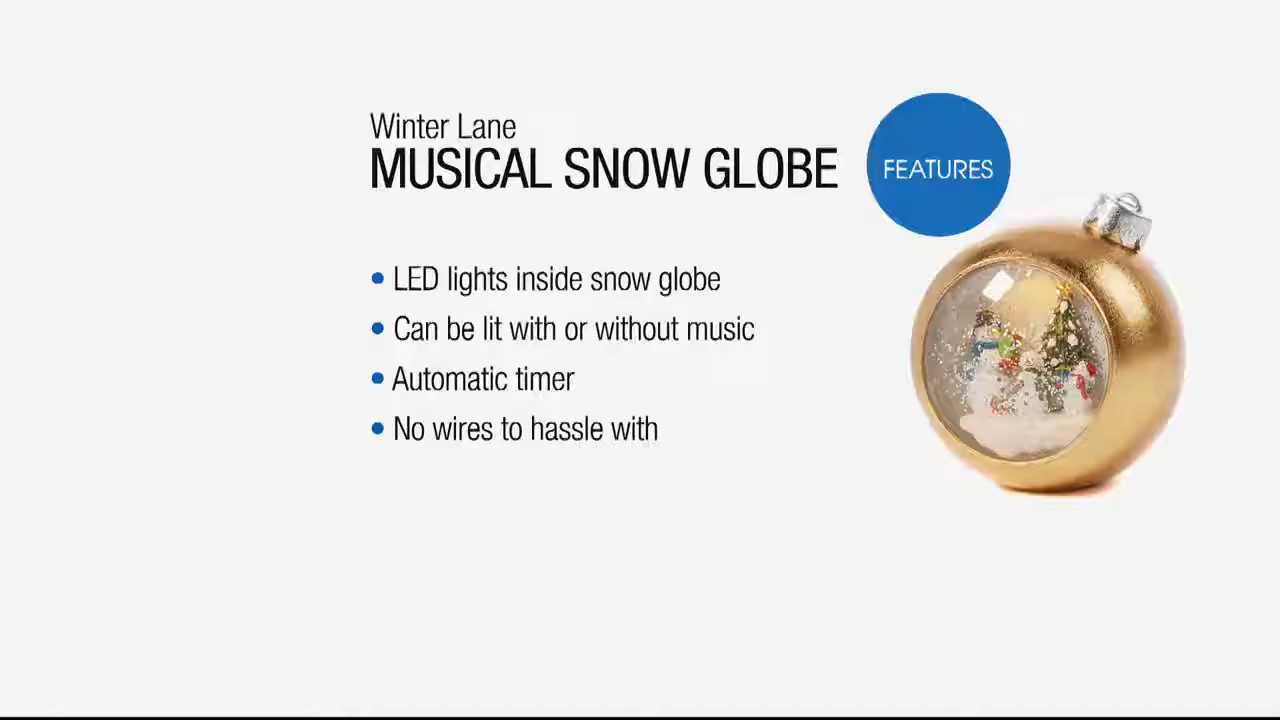 Winter Lane
MUSICAL SNOW GLOBE
FEATURES
• LED lights inside snow globe
• Can be lit with or without music
• Automatic timer
• No wires to hassle with